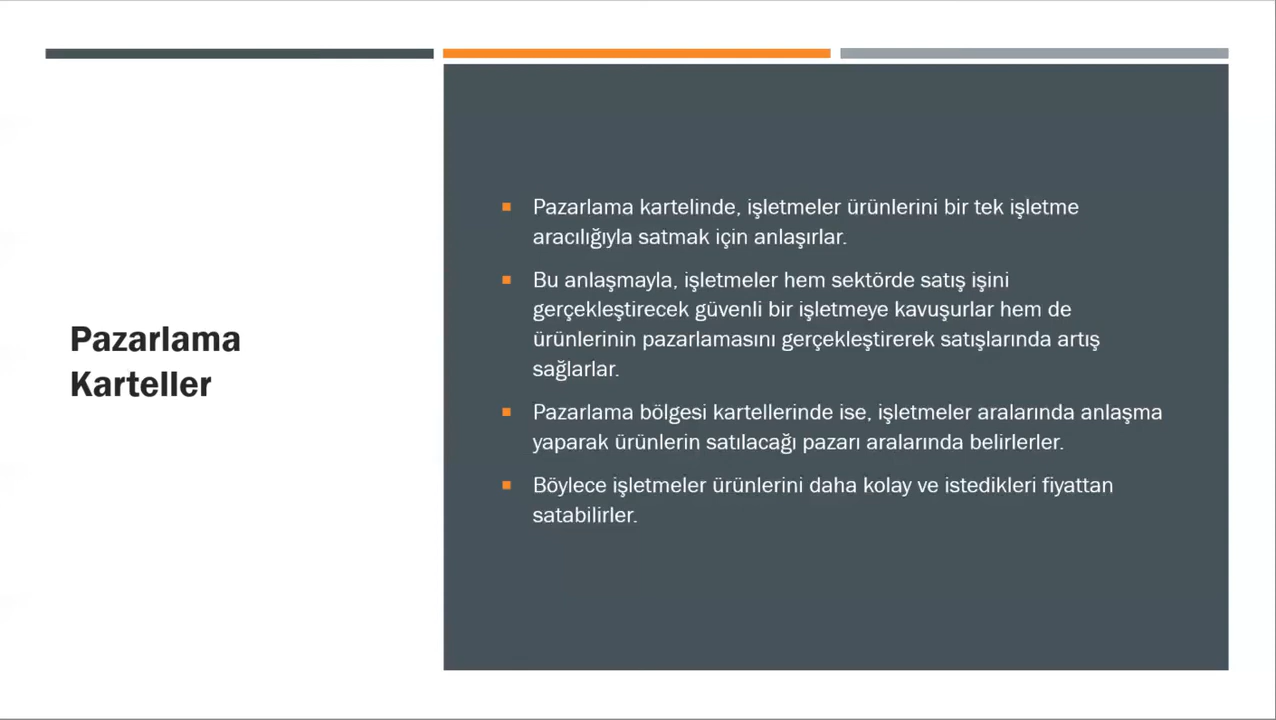 Pazarlama
Karteller
Pazarlama kartelinde, işletmeler ürünlerini bir tek işletme
aracılığıyla satmak için anlaşırlar.
Bu anlaşmayla, işletmeler hem sektörde satış işini
gerçekleştirecek güvenli bir işletmeye kavuşurlar hem de
ürünlerinin pazarlamasını gerçekleştirerek satışlarında artış
sağlarlar.
Pazarlama bölgesi kartellerinde ise, işletmeler aralarında anlaşma
yaparak ürünlerin satılacağı pazarı aralarında belirlerler.
Böylece işletmeler ürünlerini daha kolay ve istedikleri fiyattan
satabilirler.